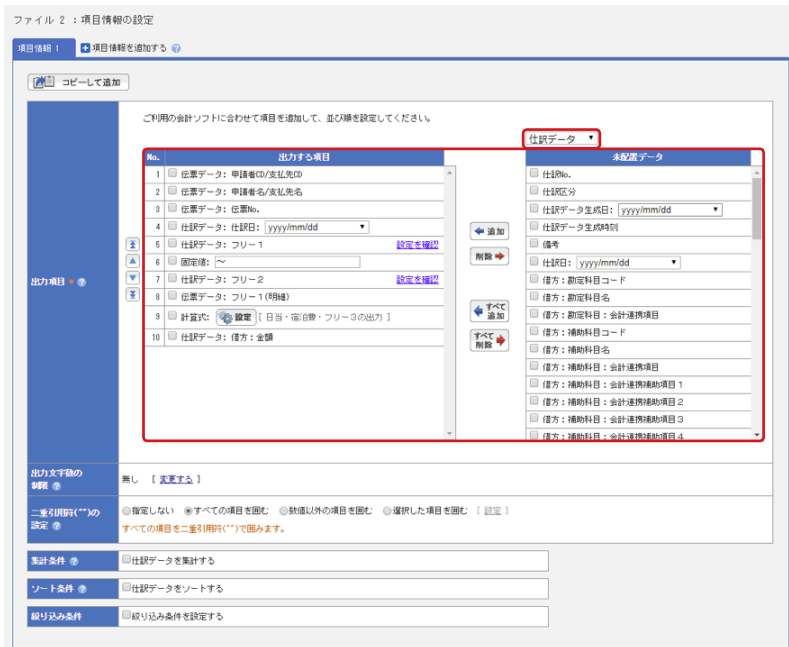 ファイル 2 ：項目情報の設定
項目情報 1
項目情報を追加する
コピーして追加
ご利用の会計ソフトに合わせて項目を追加して、並び順を設定してください。
仕訳データ
No. 出力する項目
1 伝票データ: 申請者CD/支払先CD
2 伝票データ: 申請者名/支払先名
3 伝票データ: 伝票No.
4 仕訳データ: 仕訳日: yyyy/mm/dd
5 仕訳データ: フリー1 設定を確認
6 固定値: ～
7 仕訳データ: フリー2 設定を確認
8 伝票データ: フリー1(明細)
9 計算式: 設定 [ 日当・宿泊費・フリー3の出力 ]
10 仕訳データ: 借方：金額
追加
削除
すべて
追加
すべて
削除
未配置データ
仕訳No.
仕訳区分
仕訳データ生成日: yyyy/mm/dd
仕訳データ生成時刻
備考
仕訳日: yyyy/mm/dd
借方：勘定科目コード
借方：勘定科目名
借方：勘定科目：会計連携項目
借方：補助科目コード
借方：補助科目名
借方：補助科目：会計連携項目
借方：補助科目：会計連携補助項目1
借方：補助科目：会計連携補助項目2
借方：補助科目：会計連携補助項目3
借方：補助科目：会計連携補助項目4
出力項目
出力文字数の
制限
無し [ 変更する ]
二重引用符("")の
設定
指定しない すべての項目を囲む 数値以外の項目を囲む 選択した項目を囲む [ 設定 ]
すべての項目を二重引用符("")で囲みます。
集計条件
仕訳データを集計する
ソート条件
仕訳データをソートする
絞り込み条件
絞り込み条件を設定する